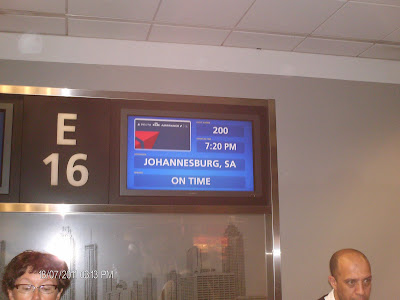 E
16
200
7:20 PM
JOHANNESBURG, SA
ON TIME